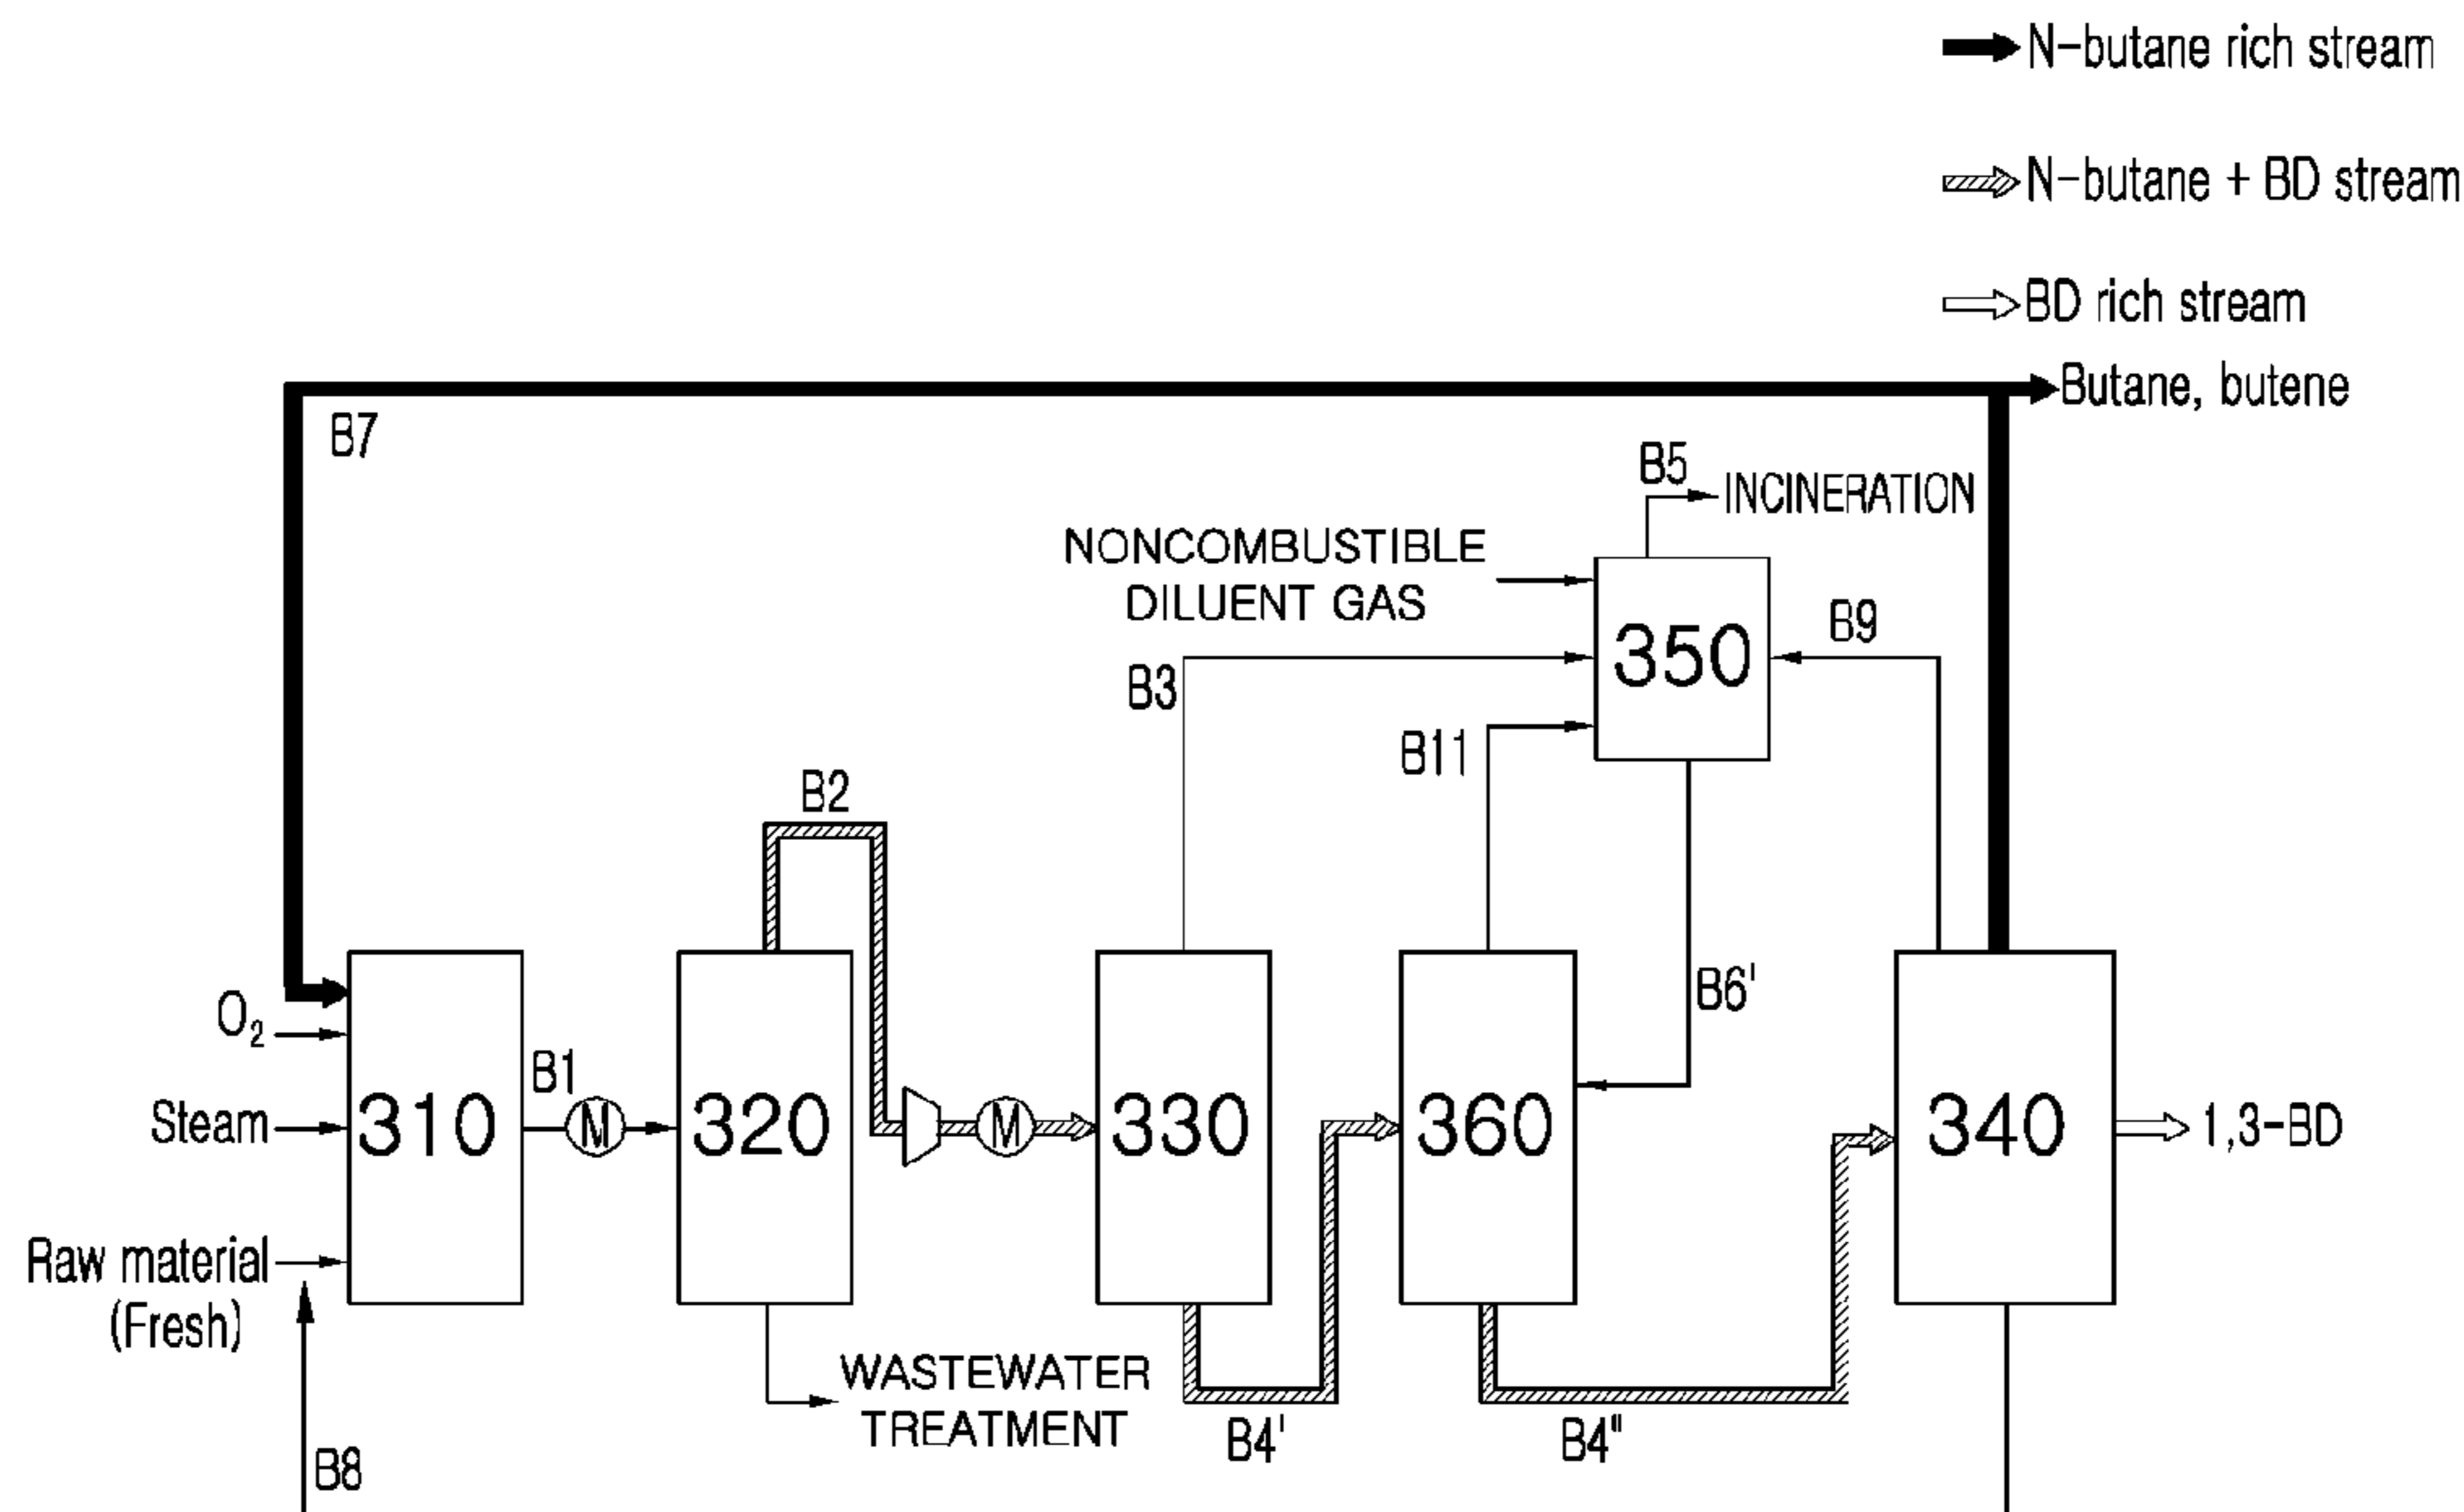 N-butane rich stream
N-butane + BD stream
BD rich stream
Butane, butene
B7
B5
INCINERATION
NONCOMBUSTIBLE
DILUENT GAS
350
B9
B3
B11
B2
B6'
O2
B1
M
M
Steam
310
320
330
360
340
1,3-BD
Raw material
(Fresh)
WASTEWATER
TREATMENT
B4'
B4"
B8